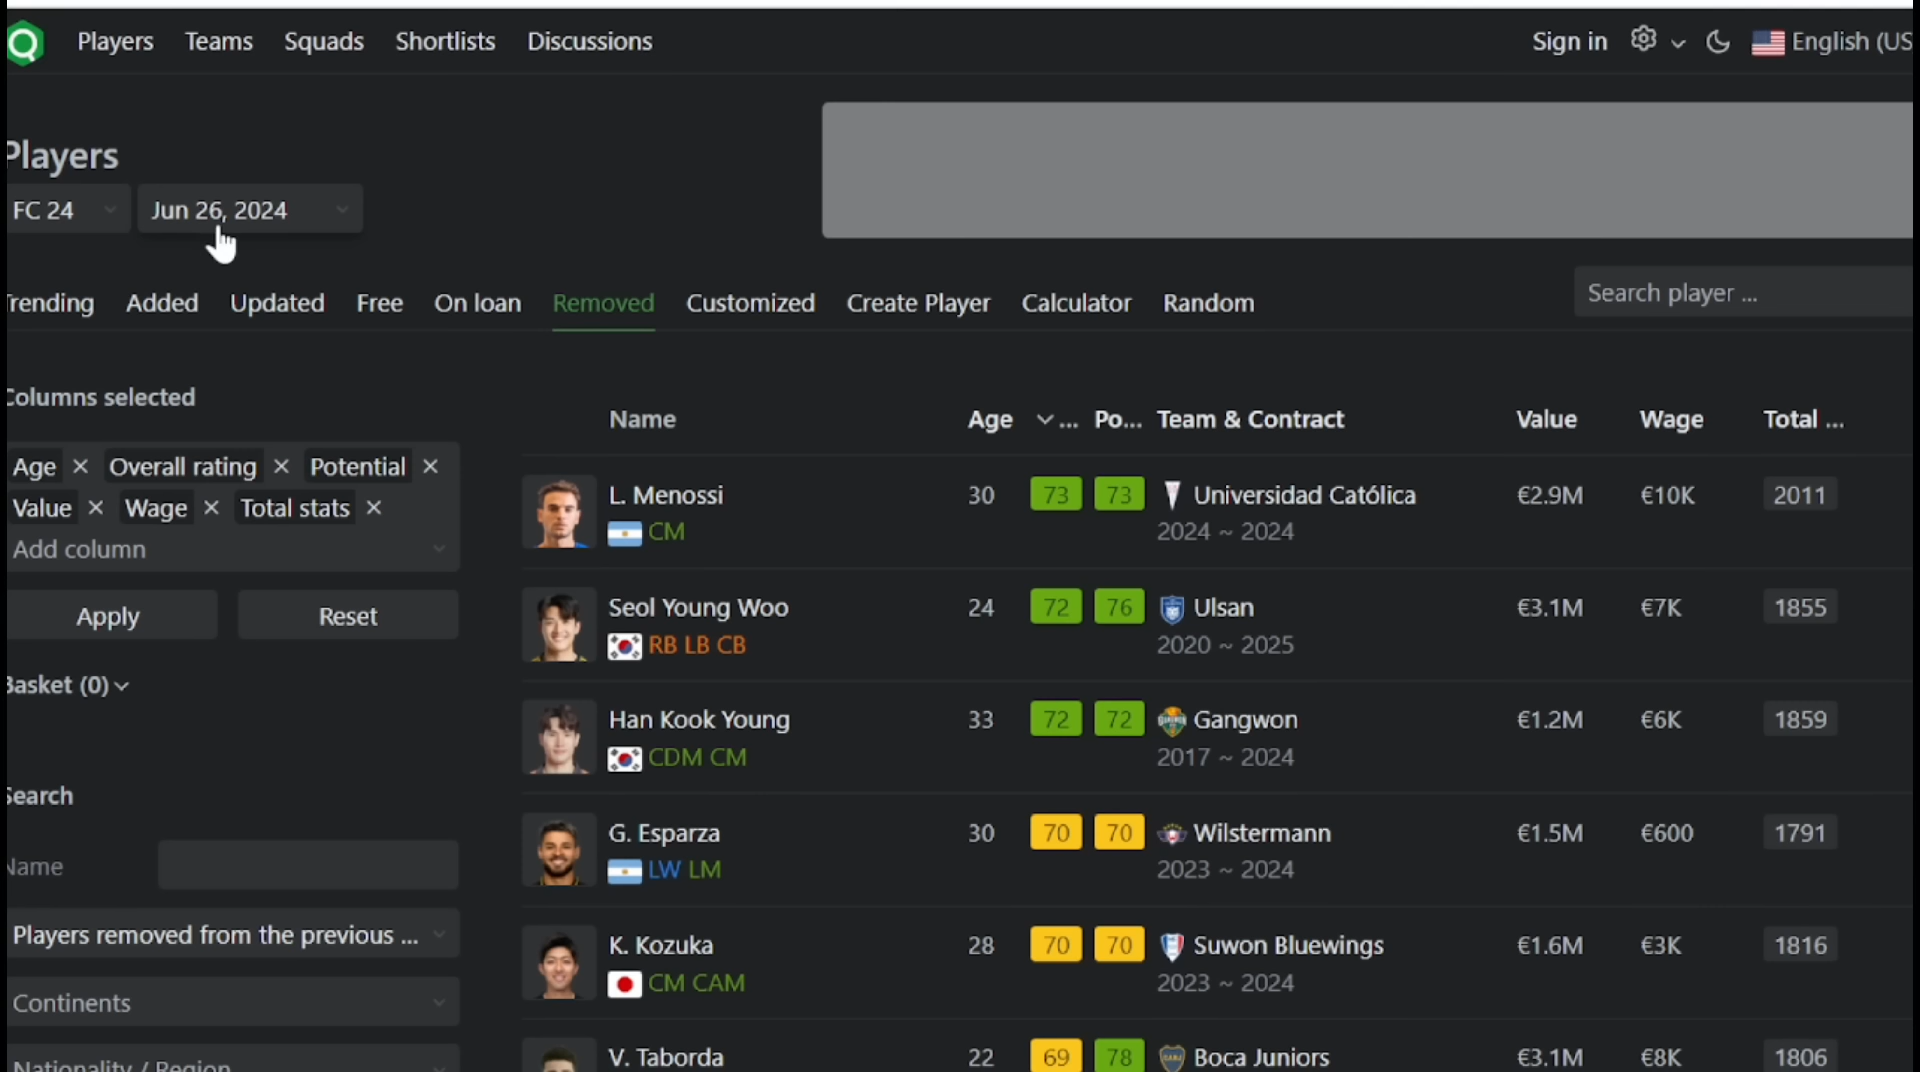 Players Teams Squads Shortlists Discussions Sign in English (US
Players
FC 24 Jun 26, 2024
Trending Added Updated Free On loan Removed Customized Create Player Calculator Random Search player ...
Columns selected
Name Age ... Po... Team & Contract Value Wage Total ...
Age × Overall rating × Potential ×
Value × Wage × Total stats ×
Add column
Apply Reset
Basket (0)
Search
Name
Players removed from the previous ...
Continents
Nationality / Region
L. Menossi 30 73 73 Universidad Católica €2.9M €10K 2011
CM 2024 ~ 2024
Seol Young Woo 24 72 76 Ulsan €3.1M €7K 1855
RB LB CB 2020 ~ 2025
Han Kook Young 33 72 72 Gangwon €1.2M €6K 1859
CDM CM 2017 ~ 2024
G. Esparza 30 70 70 Wilstermann €1.5M €600 1791
LW LM 2023 ~ 2024
K. Kozuka 28 70 70 Suwon Bluewings €1.6M €3K 1816
CM CAM 2023 ~ 2024
V. Taborda 22 69 78 Boca Juniors €3.1M €8K 1806